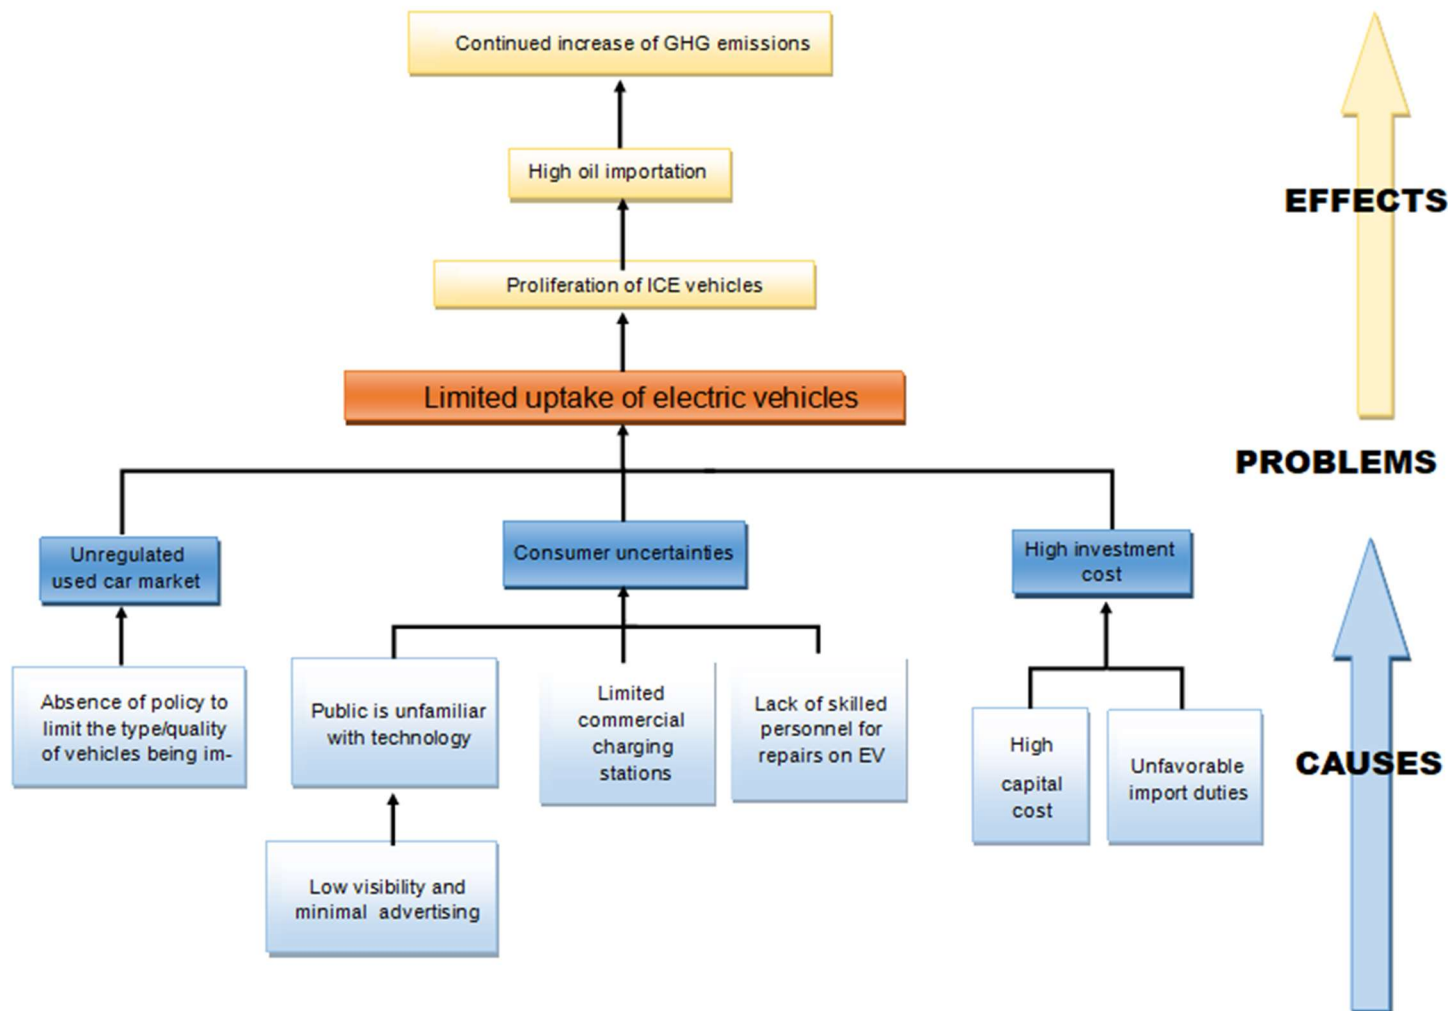 Continued increase of GHG emissions
High oil importation
EFFECTS
Proliferation of ICE vehicles
Limited uptake of electric vehicles
PROBLEMS
Unregulated
used car market
Consumer uncertainties
High investment
cost
Absence of policy to
limit the type/quality
of vehicles being im-
Public is unfamiliar
with technology
Limited
commercial
charging
stations
Lack of skilled
personnel for
repairs on EV
High
capital
cost
Unfavorable
import duties
CAUSES
Low visibility and
minimal advertising